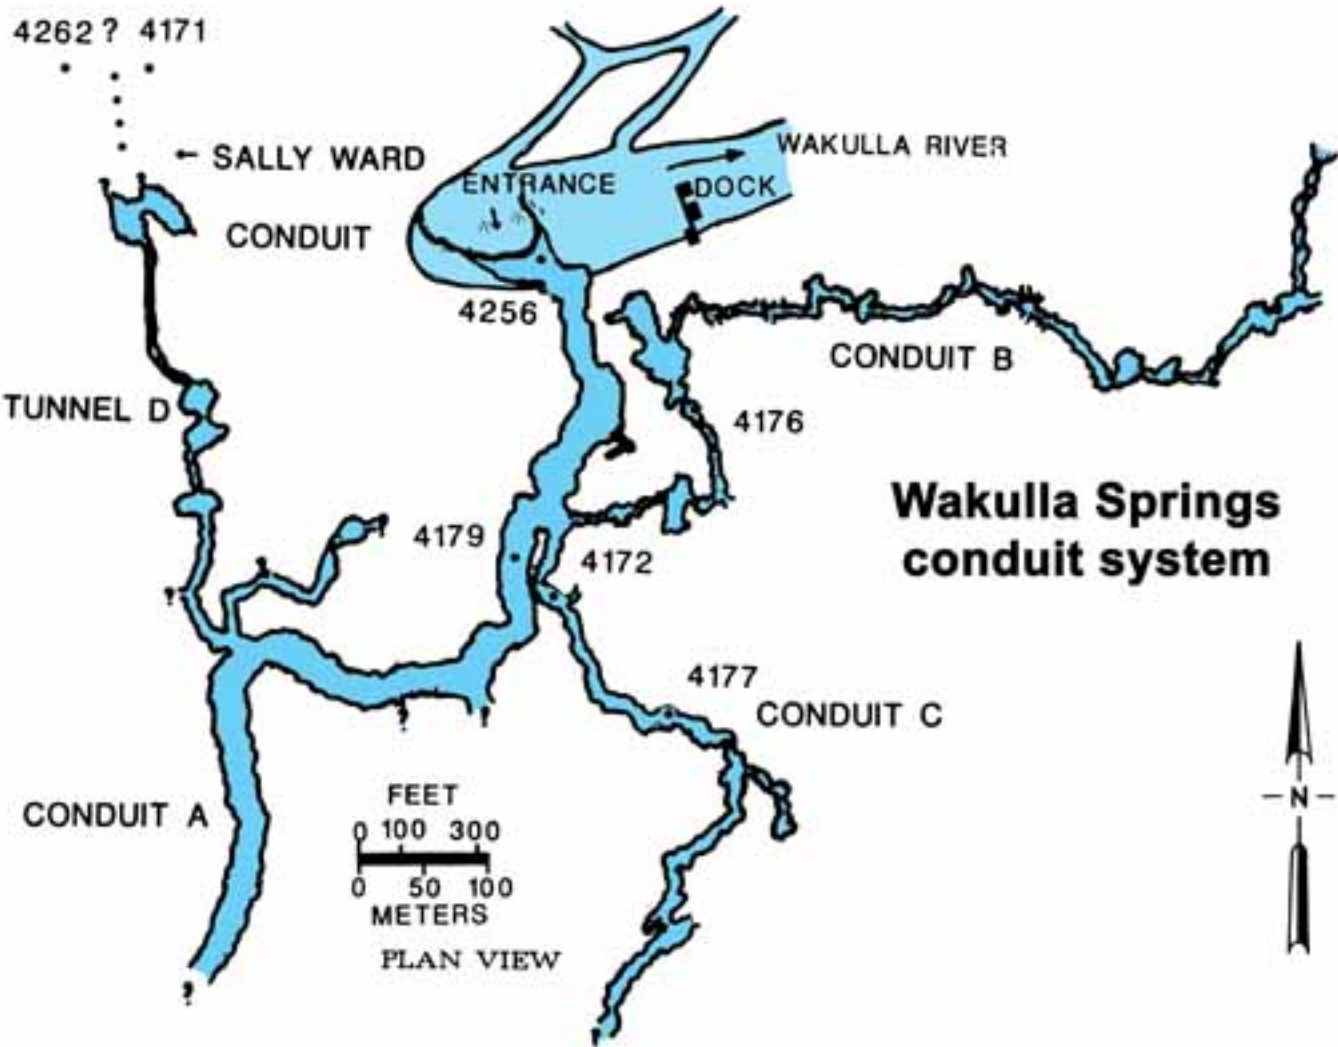 4262 ? 4171
← SALLY WARD
CONDUIT
WAKULLA RIVER
ENTRANCE
DOCK
4256
CONDUIT B
TUNNEL D
4176
Wakulla Springs
conduit system
?
?
?
?
4179
4172
?
4177
CONDUIT C
?
?
CONDUIT A
FEET
0 100 300
0 50 100
METERS
PLAN VIEW
N
?
?